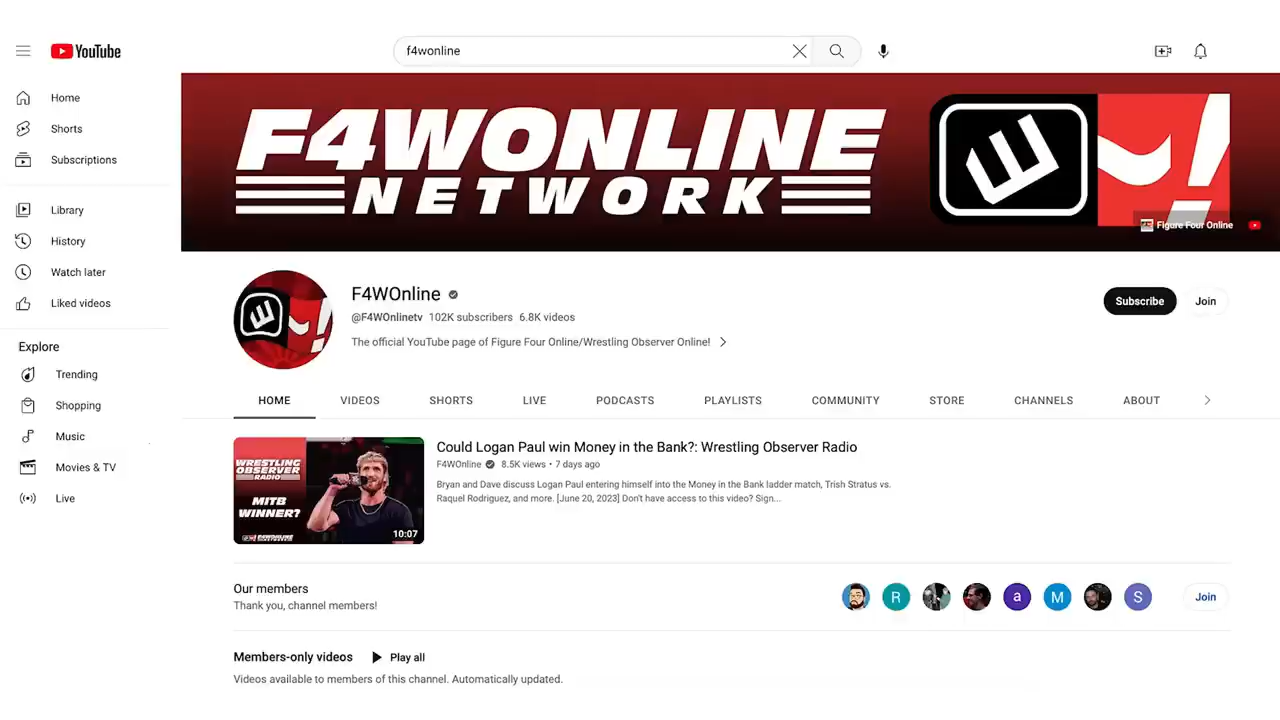 YouTube
f4wonline
Home
Shorts
Subscriptions
Library
History
Watch later
Liked videos
Explore
Trending
Shopping
Music
Movies & TV
Live
F4WONLINE
NETWORK
Figure Four Online
F4WOnline
@F4WOnlinetv 102K subscribers 6.8K videos
The official YouTube page of Figure Four Online/Wrestling Observer Online!
Subscribe
Join
HOME VIDEOS SHORTS LIVE PODCASTS PLAYLISTS COMMUNITY STORE CHANNELS ABOUT
WRESTLING
OBSERVER
RADIO
MITB
WINNER?
F4WONLINE
10:07
Could Logan Paul win Money in the Bank?: Wrestling Observer Radio
F4WOnline 8.5K views • 7 days ago
Bryan and Dave discuss Logan Paul entering himself into the Money in the Bank ladder match, Trish Stratus vs.
Raquel Rodriguez, and more. [June 20, 2023] Don't have access to this video? Sign...
Our members
Thank you, channel members!
R a M S
Join
Members-only videos Play all
Videos available to members of this channel. Automatically updated.